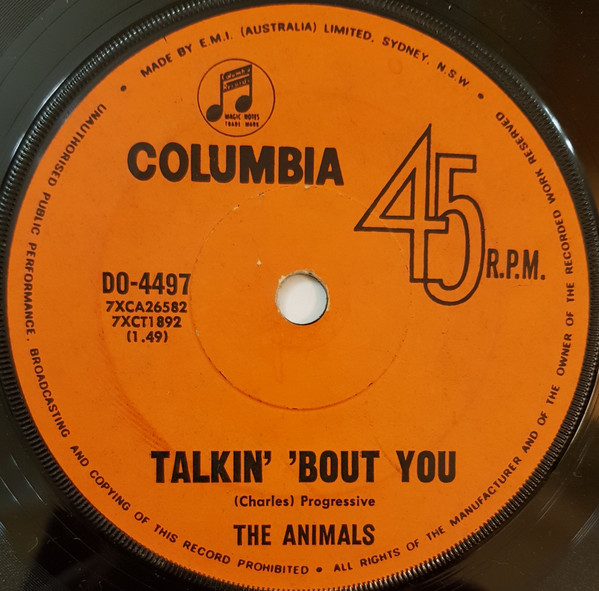 MADE BY E.M.I. (AUSTRALIA) LIMITED, SYDNEY, N.S.W.
• UNAUTHORISED PUBLIC PERFORMANCE, BROADCASTING AND COPYING OF THIS RECORD PROHIBITED • ALL RIGHTS OF THE MANUFACTURER AND OF THE OWNER OF THE RECORDED WORK RESERVED •
MAGIC NOTES
TRADE MARK
COLUMBIA
45 R.P.M.
DO-4497
7XCA26582
7XCT1892
(1.49)
TALKIN' 'BOUT YOU
(Charles) Progressive
THE ANIMALS